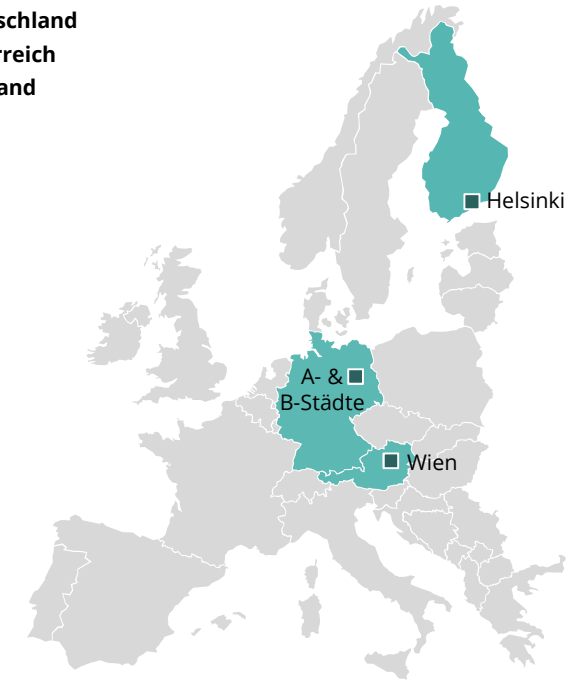 schland
rreich
and
Helsinki
A- &
B-Städte
Wien